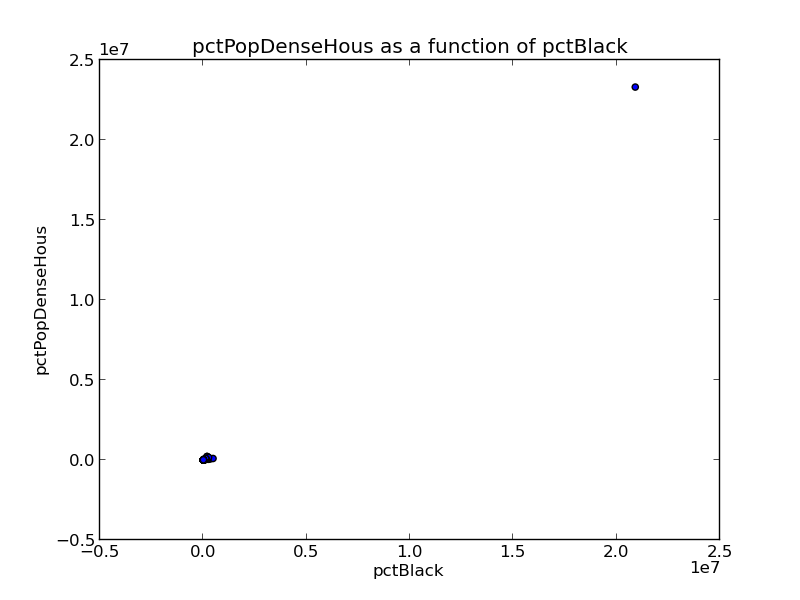 pctPopDenseHous as a function of pctBlack
1e7
2.5
2.0
1.5
1.0
0.5
0.0
−0.5
pctPopDenseHous
−0.5 0.0 0.5 1.0 1.5 2.0 2.5
1e7
pctBlack